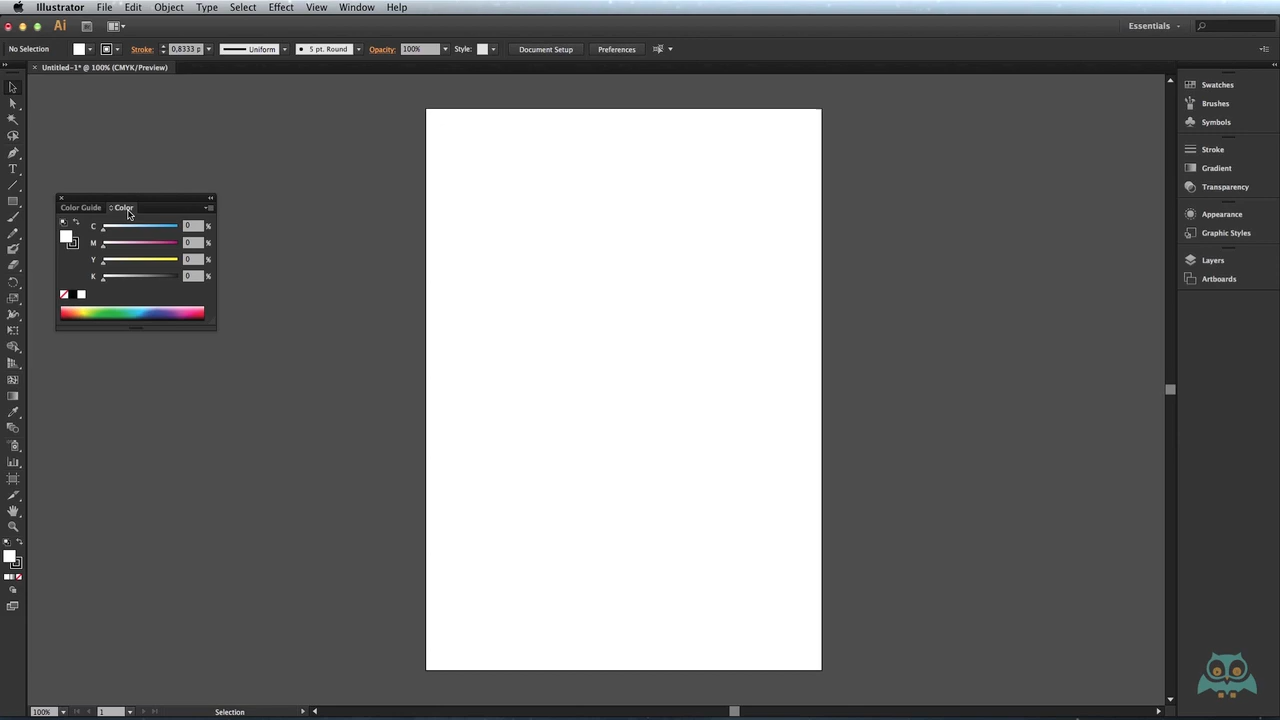 Illustrator File Edit Object Type Select Effect View Window Help
Ai Essentials
No Selection Stroke: 0,8333 p Uniform 5 pt. Round Opacity: 100% Style: Document Setup Preferences
Untitled-1* @ 100% (CMYK/Preview)
Swatches
Brushes
Symbols
Stroke
Gradient
Transparency
Appearance
Graphic Styles
Layers
Artboards
Color Guide Color
C 0 %
M 0 %
Y 0 %
K 0 %
T
100% 1 Selection